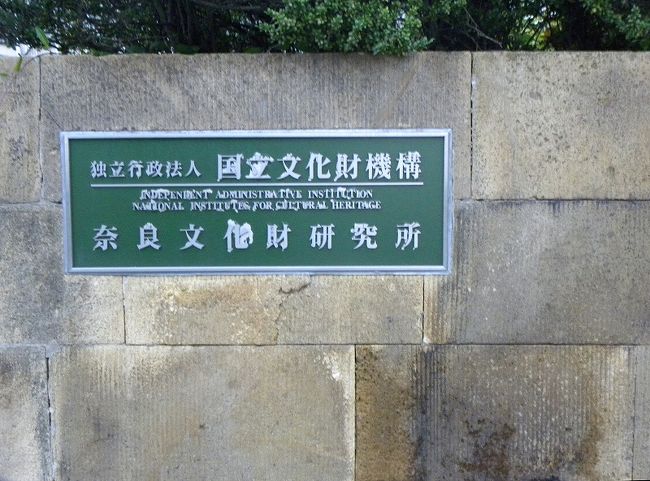 独立行政法人 国立文化財機構
INDEPENDENT ADMINISTRATIVE INSTITUTION
NATIONAL INSTITUTES FOR CULTURAL HERITAGE
奈良文化財研究所